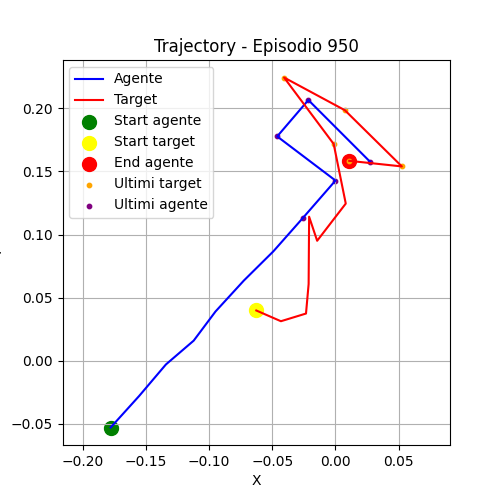 Trajectory - Episodio 950
Agente
Target
Start agente
Start target
End agente
Ultimi target
Ultimi agente
0.20
0.15
0.10
0.05
0.00
−0.05
−0.20
−0.15
−0.10
−0.05
0.00
0.05
X